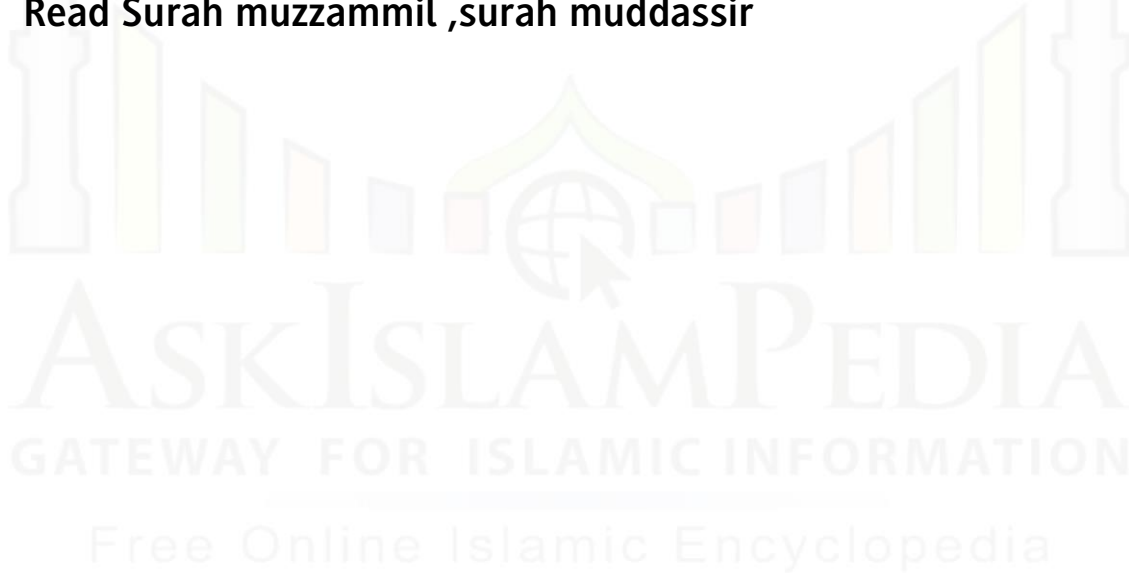 Read Surah muzzammil ,surah muddassir
ASKISLAMPEDIA
GATEWAY FOR ISLAMIC INFORMATION
Free Online Islamic Encyclopedia